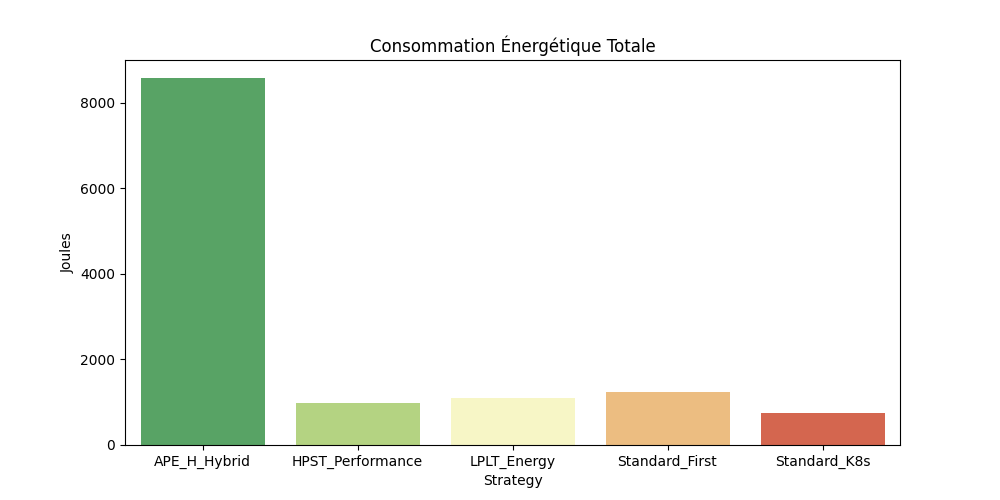 Consommation Énergétique Totale
Joules
8000
6000
4000
2000
0
APE_H_Hybrid
HPST_Performance
LPLT_Energy
Standard_First
Standard_K8s
Strategy